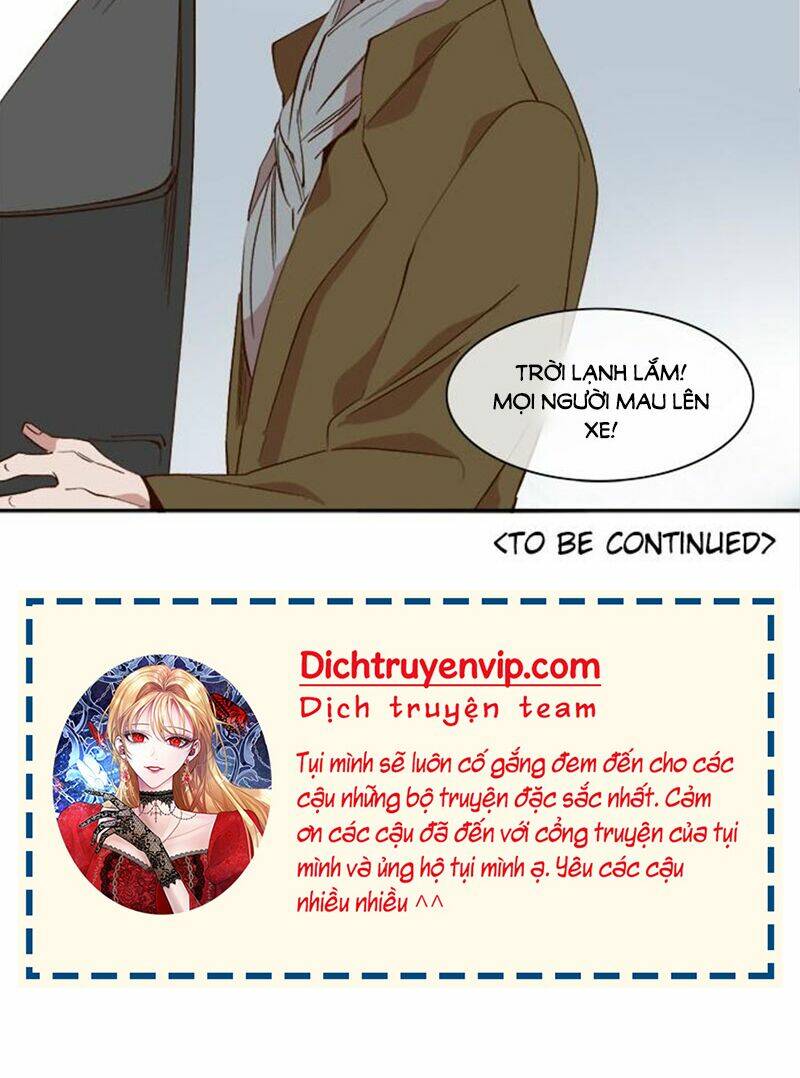 TRỜI LẠNH LẮM!
MỌI NGƯỜI MAU LÊN
XE!
<TO BE CONTINUED>
Dichtruyenvip.com
Dịch truyện team
Tụi mình sẽ luôn cố gắng đem đến cho các
cậu những bộ truyện đặc sắc nhất. Cảm
ơn các cậu đã đến với cổng truyện của tụi
mình và ủng hộ tụi mình ạ. Yêu các cậu
nhiều nhiều ^^